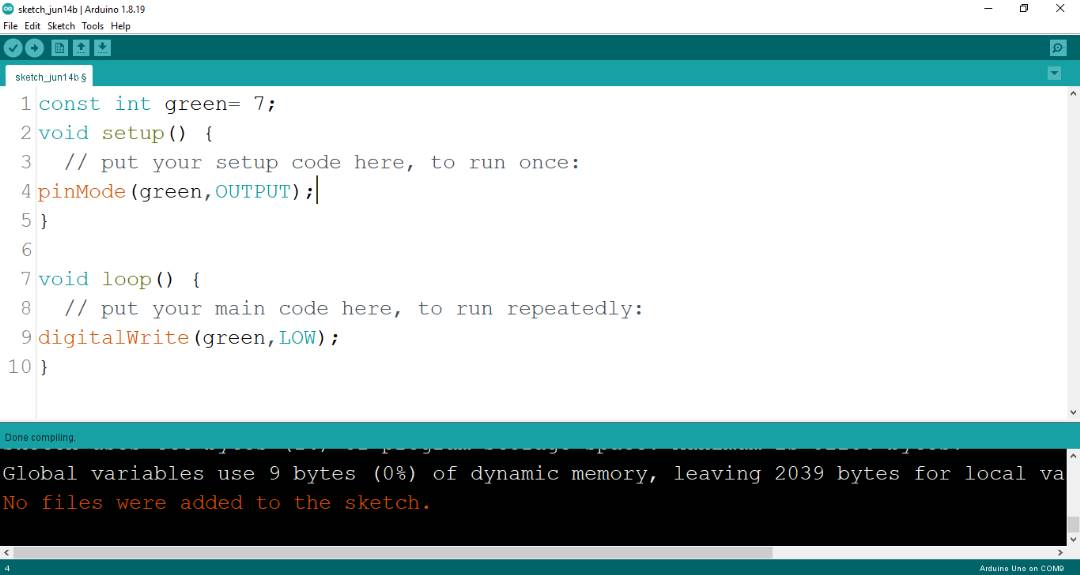 sketch_jun14b | Arduino 1.8.19
File Edit Sketch Tools Help
sketch_jun14b §
1 const int green= 7;
2 void setup() {
3 // put your setup code here, to run once:
4 pinMode(green,OUTPUT);
5 }
6
7 void loop() {
8 // put your main code here, to run repeatedly:
9 digitalWrite(green,LOW);
10 }
Done compiling.
Global variables use 9 bytes (0%) of dynamic memory, leaving 2039 bytes for local va
No files were added to the sketch.
4
Arduino Uno on COM9